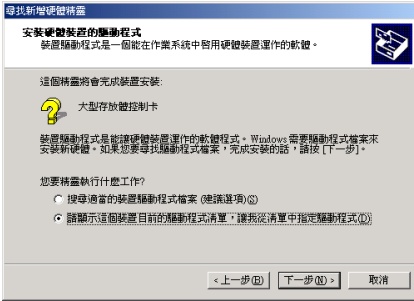 尋找新增硬體精靈
安裝硬體裝置的驅動程式
裝置驅動程式是一個能在作業系統中啓用硬體裝置運作的軟體。
這個精靈將會完成裝置安裝:
大型存放體控制卡
裝置驅動程式是能讓硬體裝置運作的軟體程式。Windows 需要驅動程式檔案來
安裝新硬體。如果您要尋找驅動程式檔案，完成安裝的話，請按 [下一步]。
您要精靈執行什麼工作?
搜尋適當的裝置驅動程式檔案 (建議選項)(S)
請顯示這個裝置目前的驅動程式清單，讓我從清單中指定驅動程式(D)
< 上一步(B) 下一步(N) > 取消